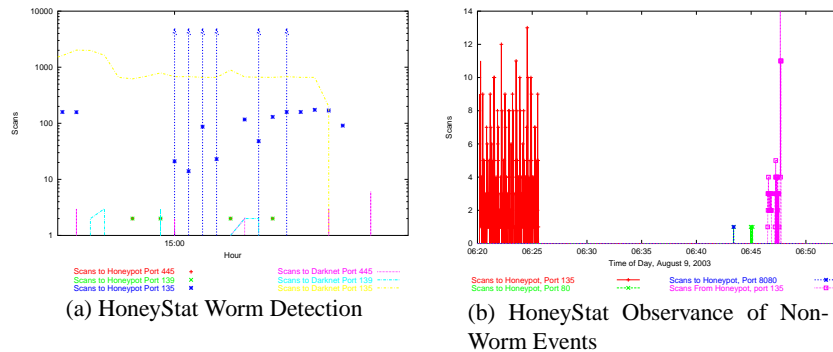 10000
1000
100
10
1
Scans
15:00
Hour
Scans to Honeypot Port 445
Scans to Honeypot Port 139
Scans to Honeypot Port 135
Scans to Darknet Port 445
Scans to Darknet Port 139
Scans to Darknet Port 135
(a) HoneyStat Worm Detection
14
12
10
8
6
4
2
0
Scans
06:20 06:25 06:30 06:35 06:40 06:45 06:50
Time of Day, August 9, 2003
Scans to Honeypot, Port 135
Scans to Honeypot, Port 80
Scans to Honeypot, Port 8080
Scans From Honeypot, port 135
(b) HoneyStat Observance of Non-
Worm Events